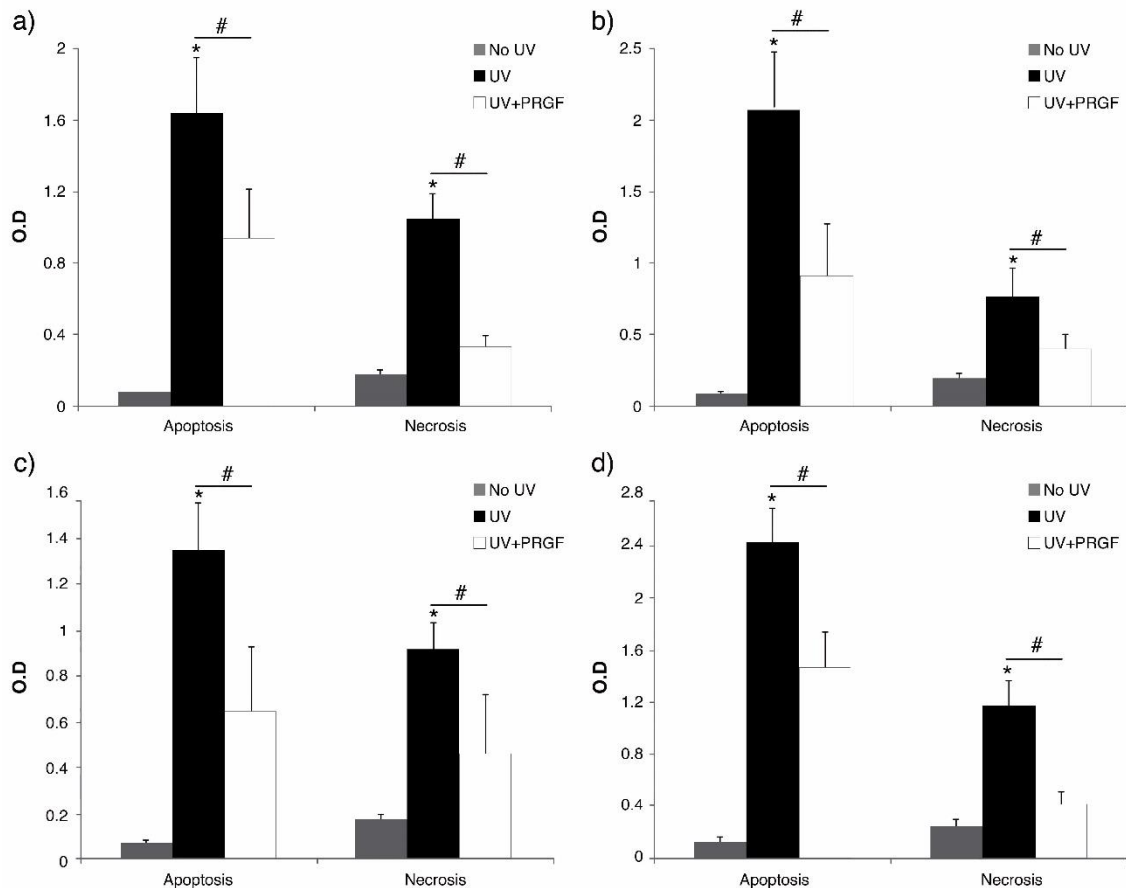 a)
#
*
#
*
No UV
UV
UV+PRGF
2
1.6
1.2
0.8
0.4
0
O.D
Apoptosis
Necrosis
b)
#
*
#
*
No UV
UV
UV+PRGF
2.5
2
1.5
1
0.5
0
O.D
Apoptosis
Necrosis
c)
#
*
#
*
No UV
UV
UV+PRGF
1.6
1.4
1.2
1
0.8
0.6
0.4
0.2
0
O.D
Apoptosis
Necrosis
d)
#
*
#
*
No UV
UV
UV+PRGF
2.8
2.4
2
1.6
1.2
0.8
0.4
0
O.D
Apoptosis
Necrosis